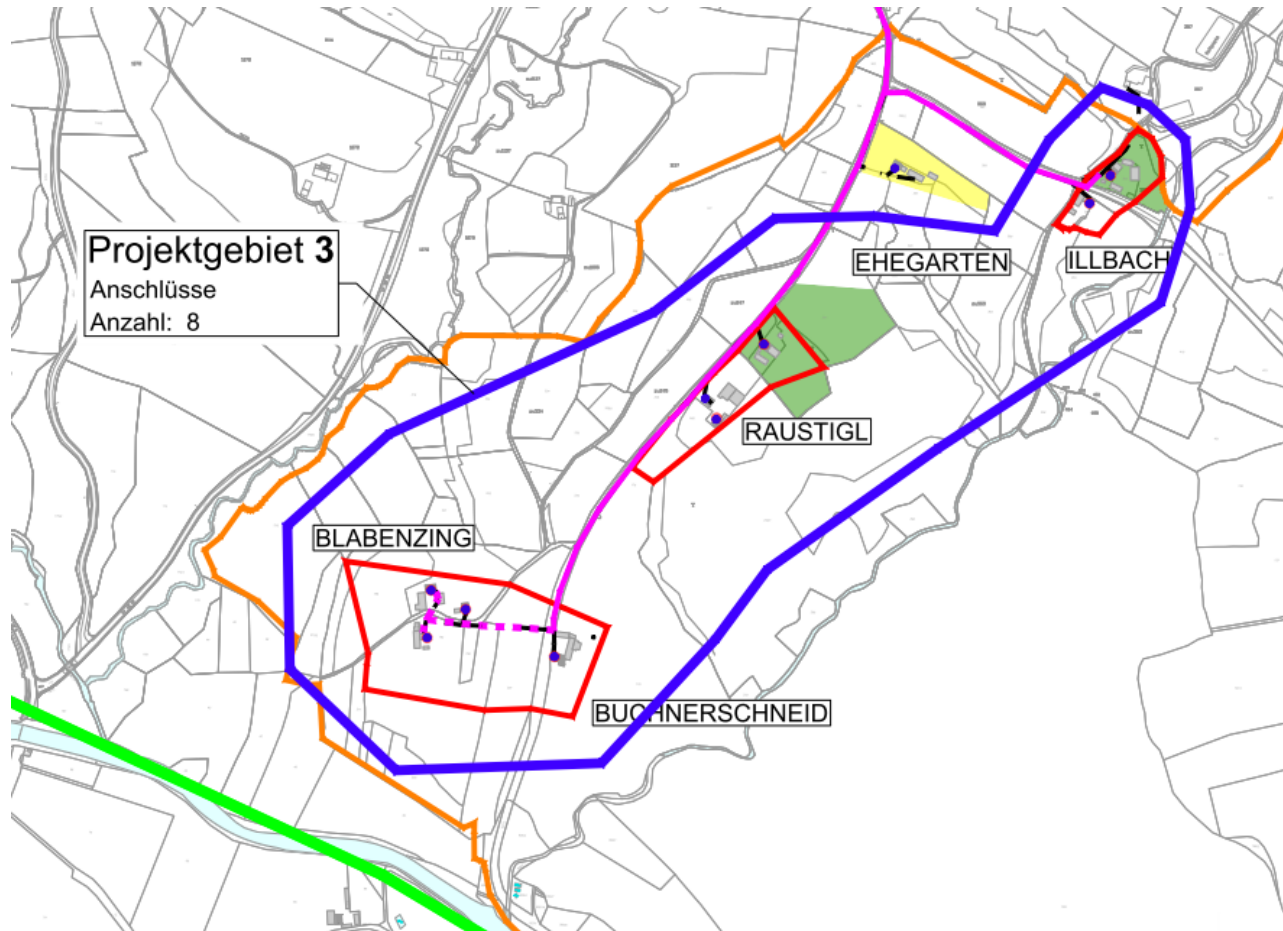 Projektgebiet 3
Anschlüsse
Anzahl: 8
EHEGARTEN
ILLBACH
RAUSTIGL
BLABENZING
BUCHNERSCHNEID